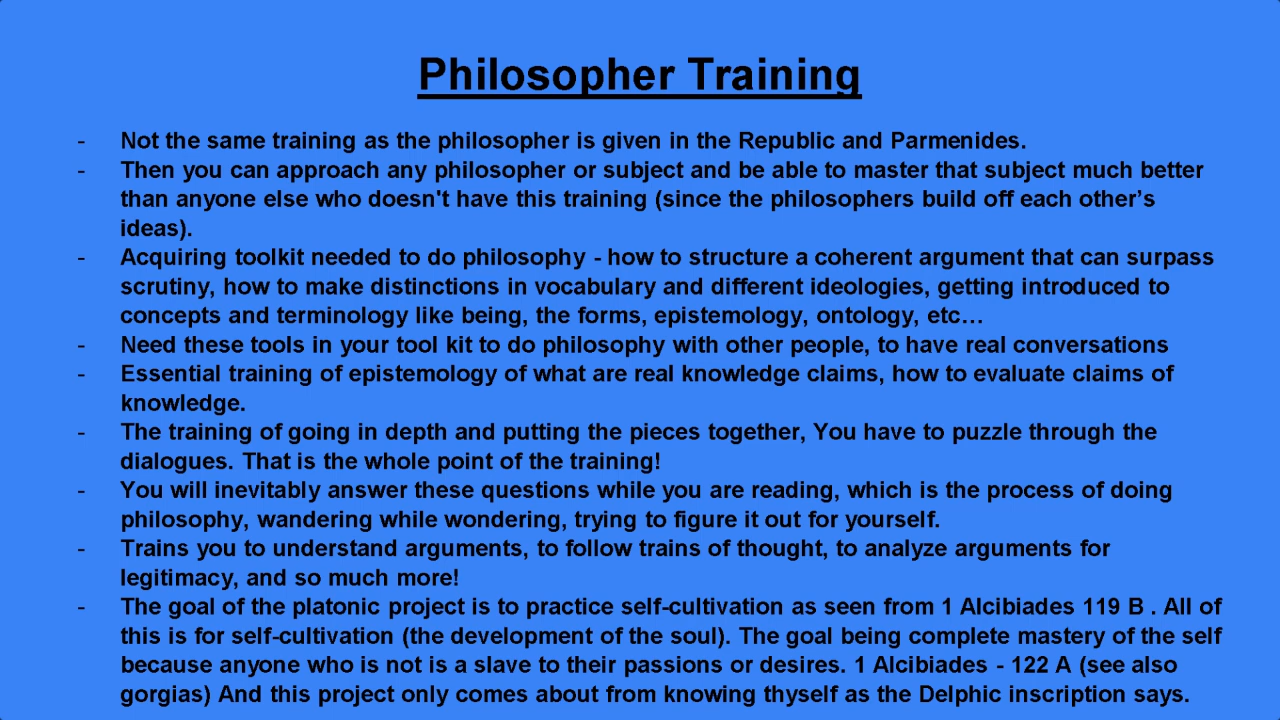 Philosopher Training
- Not the same training as the philosopher is given in the Republic and Parmenides.
- Then you can approach any philosopher or subject and be able to master that subject much better
than anyone else who doesn't have this training (since the philosophers build off each other’s
ideas).
- Acquiring toolkit needed to do philosophy - how to structure a coherent argument that can surpass
scrutiny, how to make distinctions in vocabulary and different ideologies, getting introduced to
concepts and terminology like being, the forms, epistemology, ontology, etc…
- Need these tools in your tool kit to do philosophy with other people, to have real conversations
- Essential training of epistemology of what are real knowledge claims, how to evaluate claims of
knowledge.
- The training of going in depth and putting the pieces together, You have to puzzle through the
dialogues. That is the whole point of the training!
- You will inevitably answer these questions while you are reading, which is the process of doing
philosophy, wandering while wondering, trying to figure it out for yourself.
- Trains you to understand arguments, to follow trains of thought, to analyze arguments for
legitimacy, and so much more!
- The goal of the platonic project is to practice self-cultivation as seen from 1 Alcibiades 119 B . All of
this is for self-cultivation (the development of the soul). The goal being complete mastery of the self
because anyone who is not is a slave to their passions or desires. 1 Alcibiades - 122 A (see also
gorgias) And this project only comes about from knowing thyself as the Delphic inscription says.